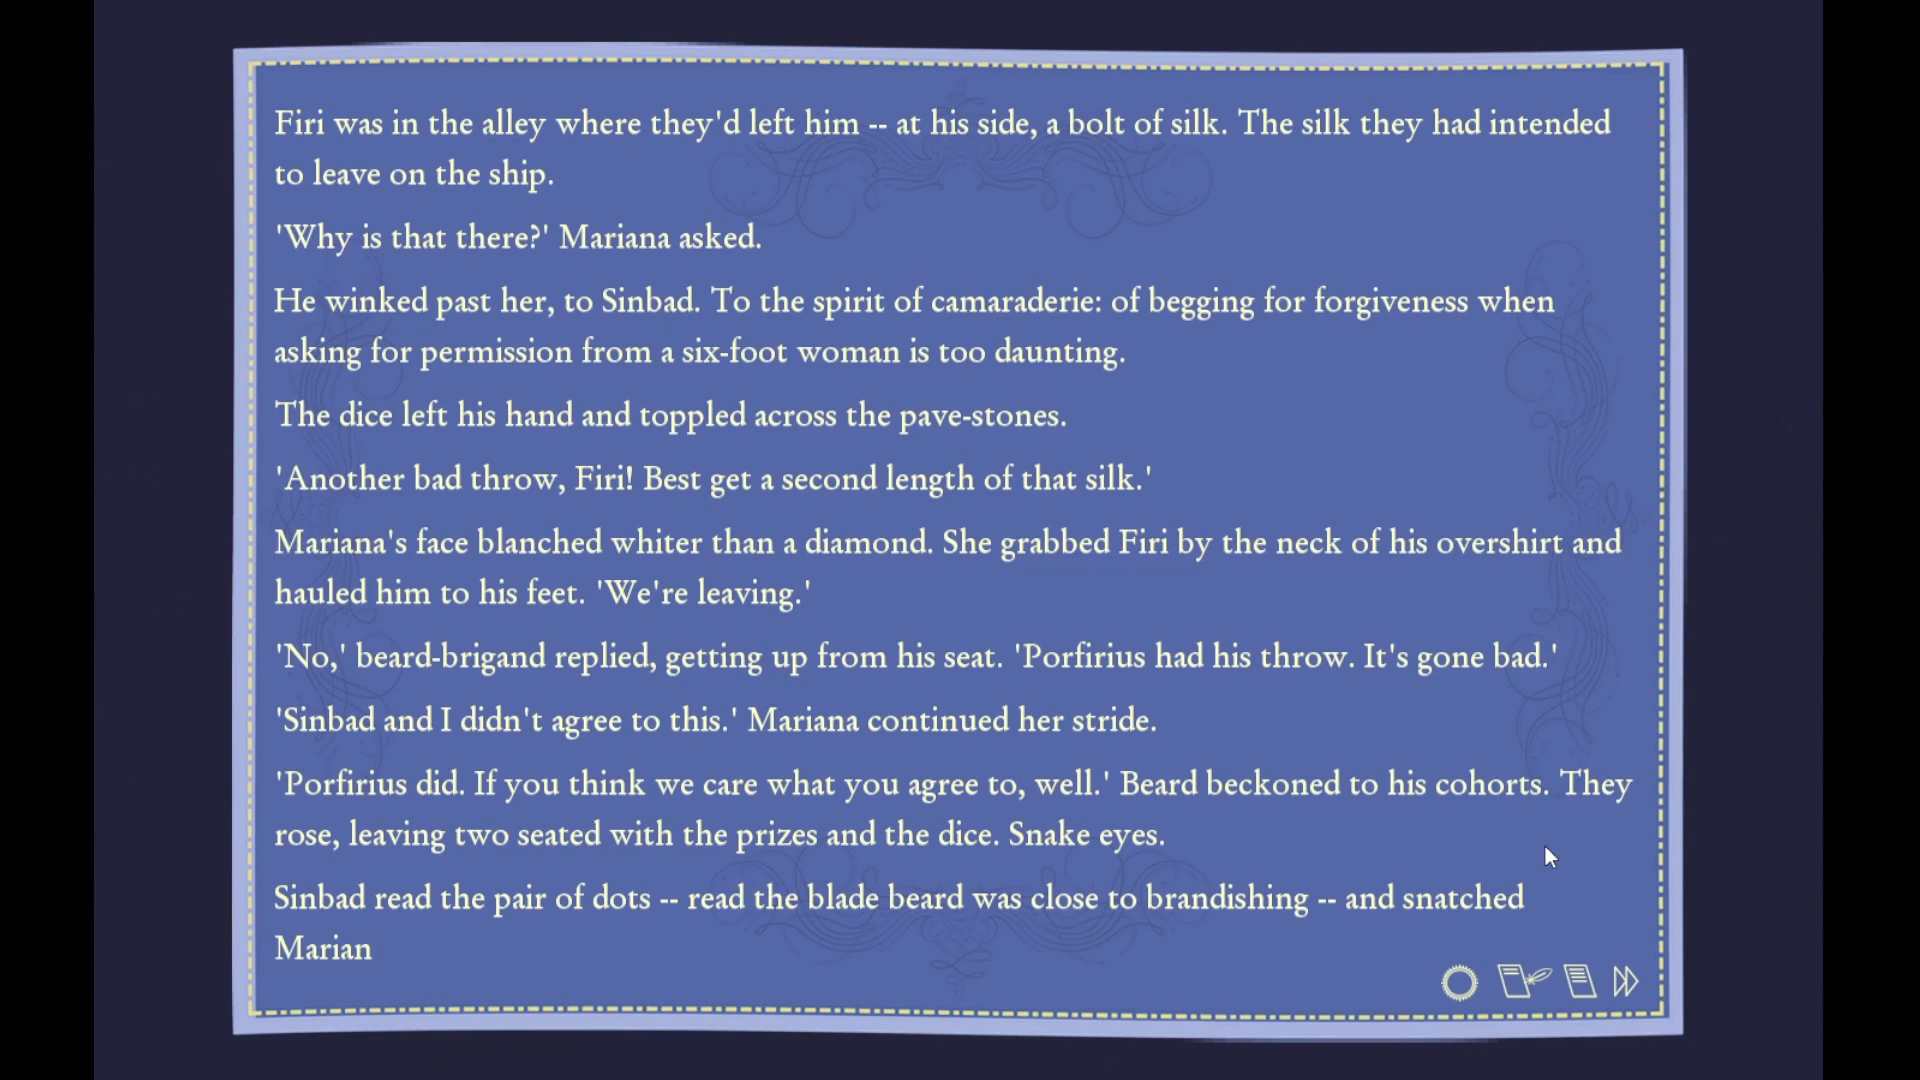 Firi was in the alley where they'd left him -- at his side, a bolt of silk. The silk they had intended
to leave on the ship.
'Why is that there?' Mariana asked.
He winked past her, to Sinbad. To the spirit of camaraderie: of begging for forgiveness when
asking for permission from a six-foot woman is too daunting.
The dice left his hand and toppled across the pave-stones.
'Another bad throw, Firi! Best get a second length of that silk.'
Mariana's face blanched whiter than a diamond. She grabbed Firi by the neck of his overshirt and
hauled him to his feet. 'We're leaving.'
'No,' beard-brigand replied, getting up from his seat. 'Porfirius had his throw. It's gone bad.'
'Sinbad and I didn't agree to this.' Mariana continued her stride.
'Porfirius did. If you think we care what you agree to, well.' Beard beckoned to his cohorts. They
rose, leaving two seated with the prizes and the dice. Snake eyes.
Sinbad read the pair of dots -- read the blade beard was close to brandishing -- and snatched
Marian